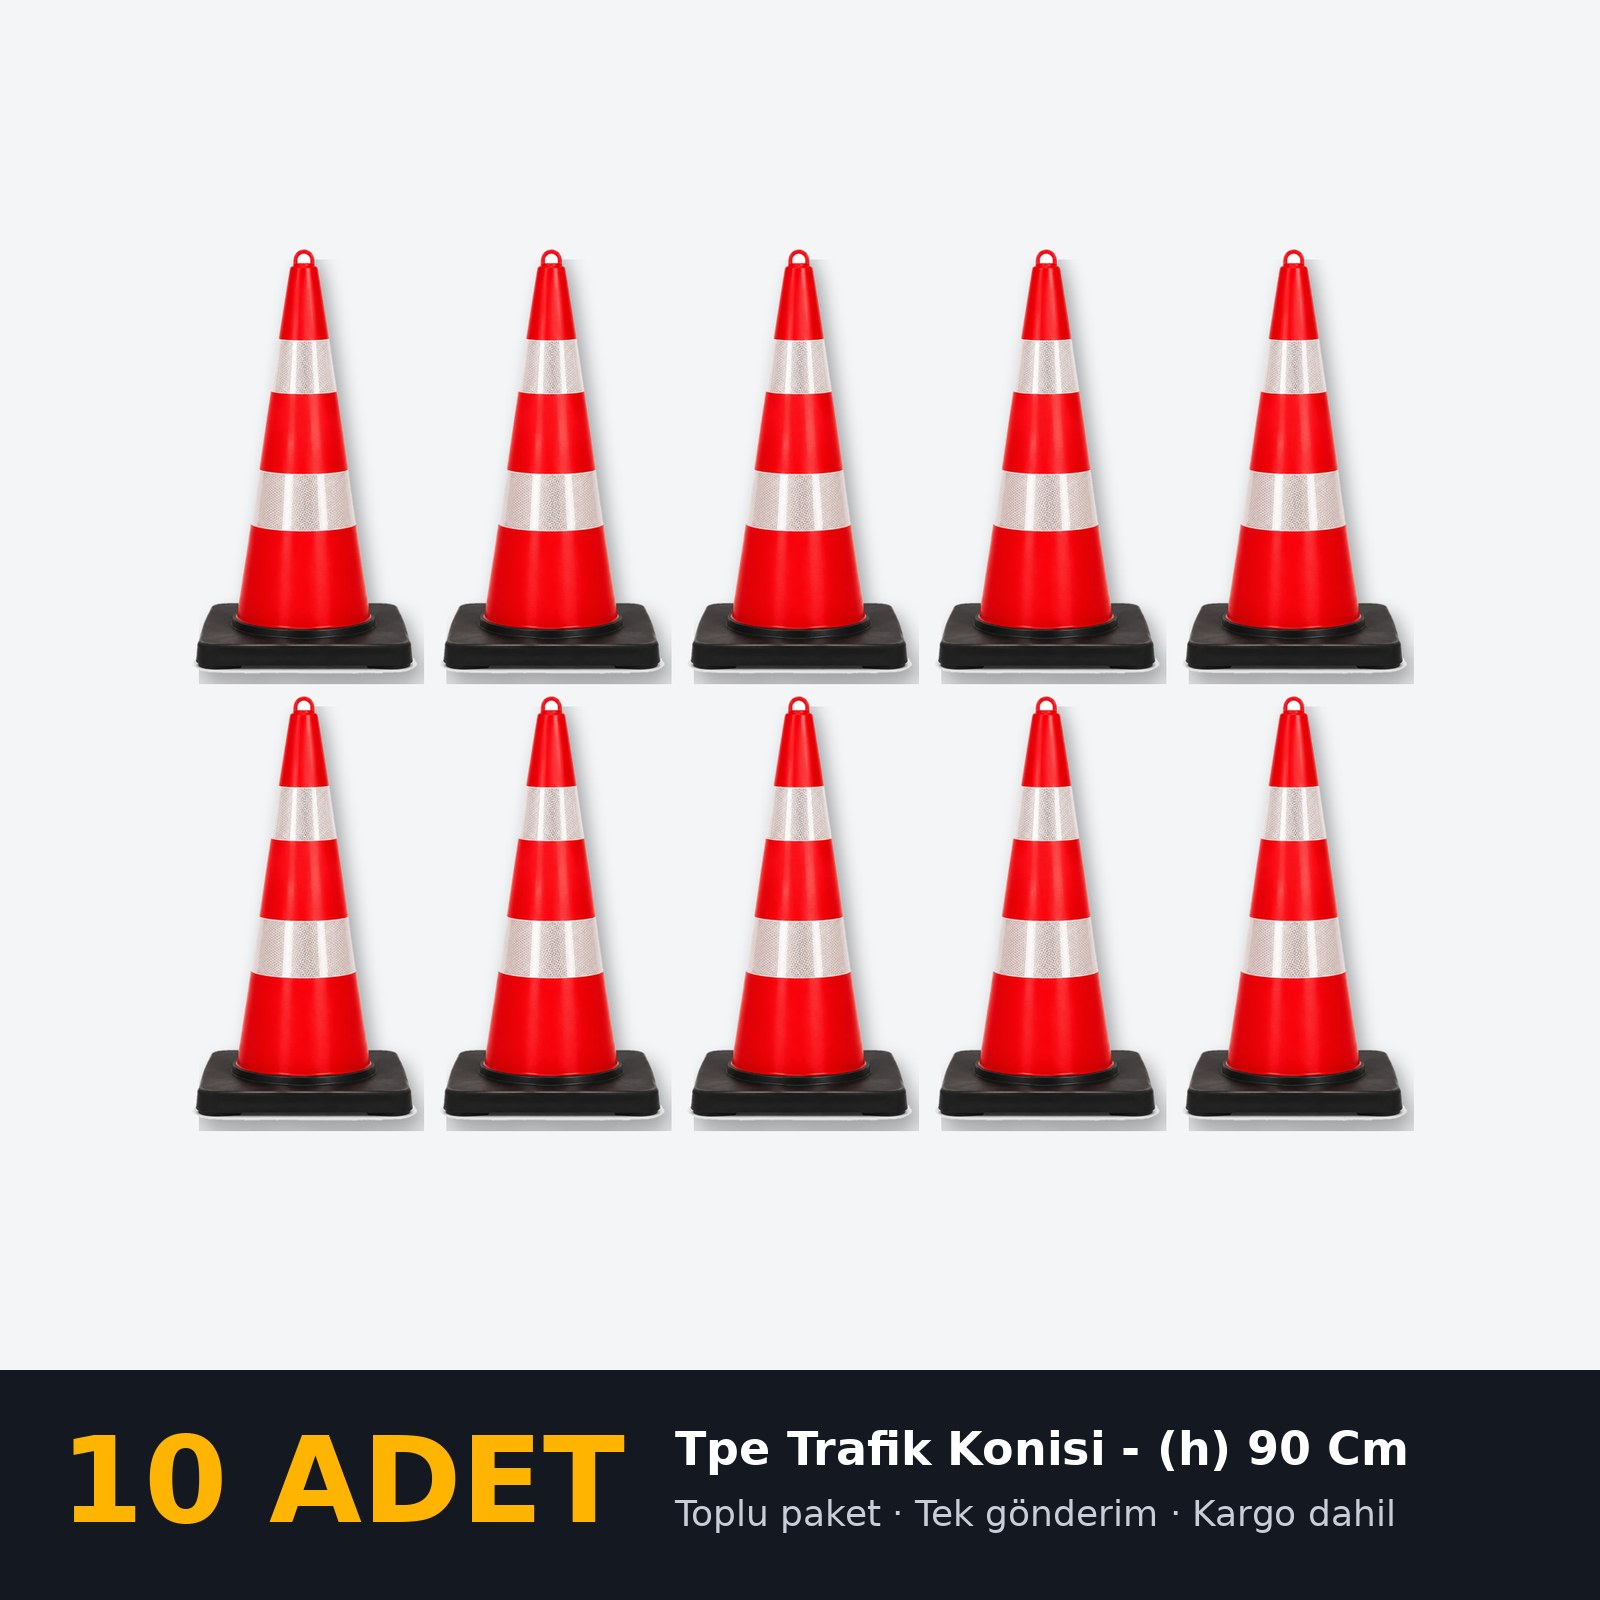 10 ADET
Tpe Trafik Konisi - (h) 90 Cm
Toplu paket · Tek gönderim · Kargo dahil